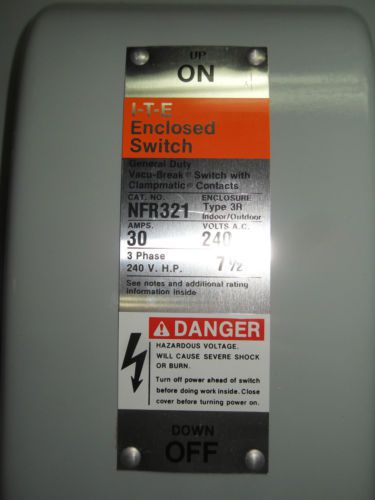 UP
ON
I-T-E
Enclosed
Switch
General Duty
Vacu-Break® Switch with
Clampmatic® Contacts
CAT. NO. ENCLOSURE
NFR321 Type 3R
Indoor/Outdoor
AMPS. VOLTS A.C.
30 240
3 Phase
240 V. H.P. 7 1/2
See notes and additional rating
information inside
DANGER
HAZARDOUS VOLTAGE.
WILL CAUSE SEVERE SHOCK
OR BURN.
Turn off power ahead of switch
before doing work inside. Close
cover before turning power on.
DOWN
OFF